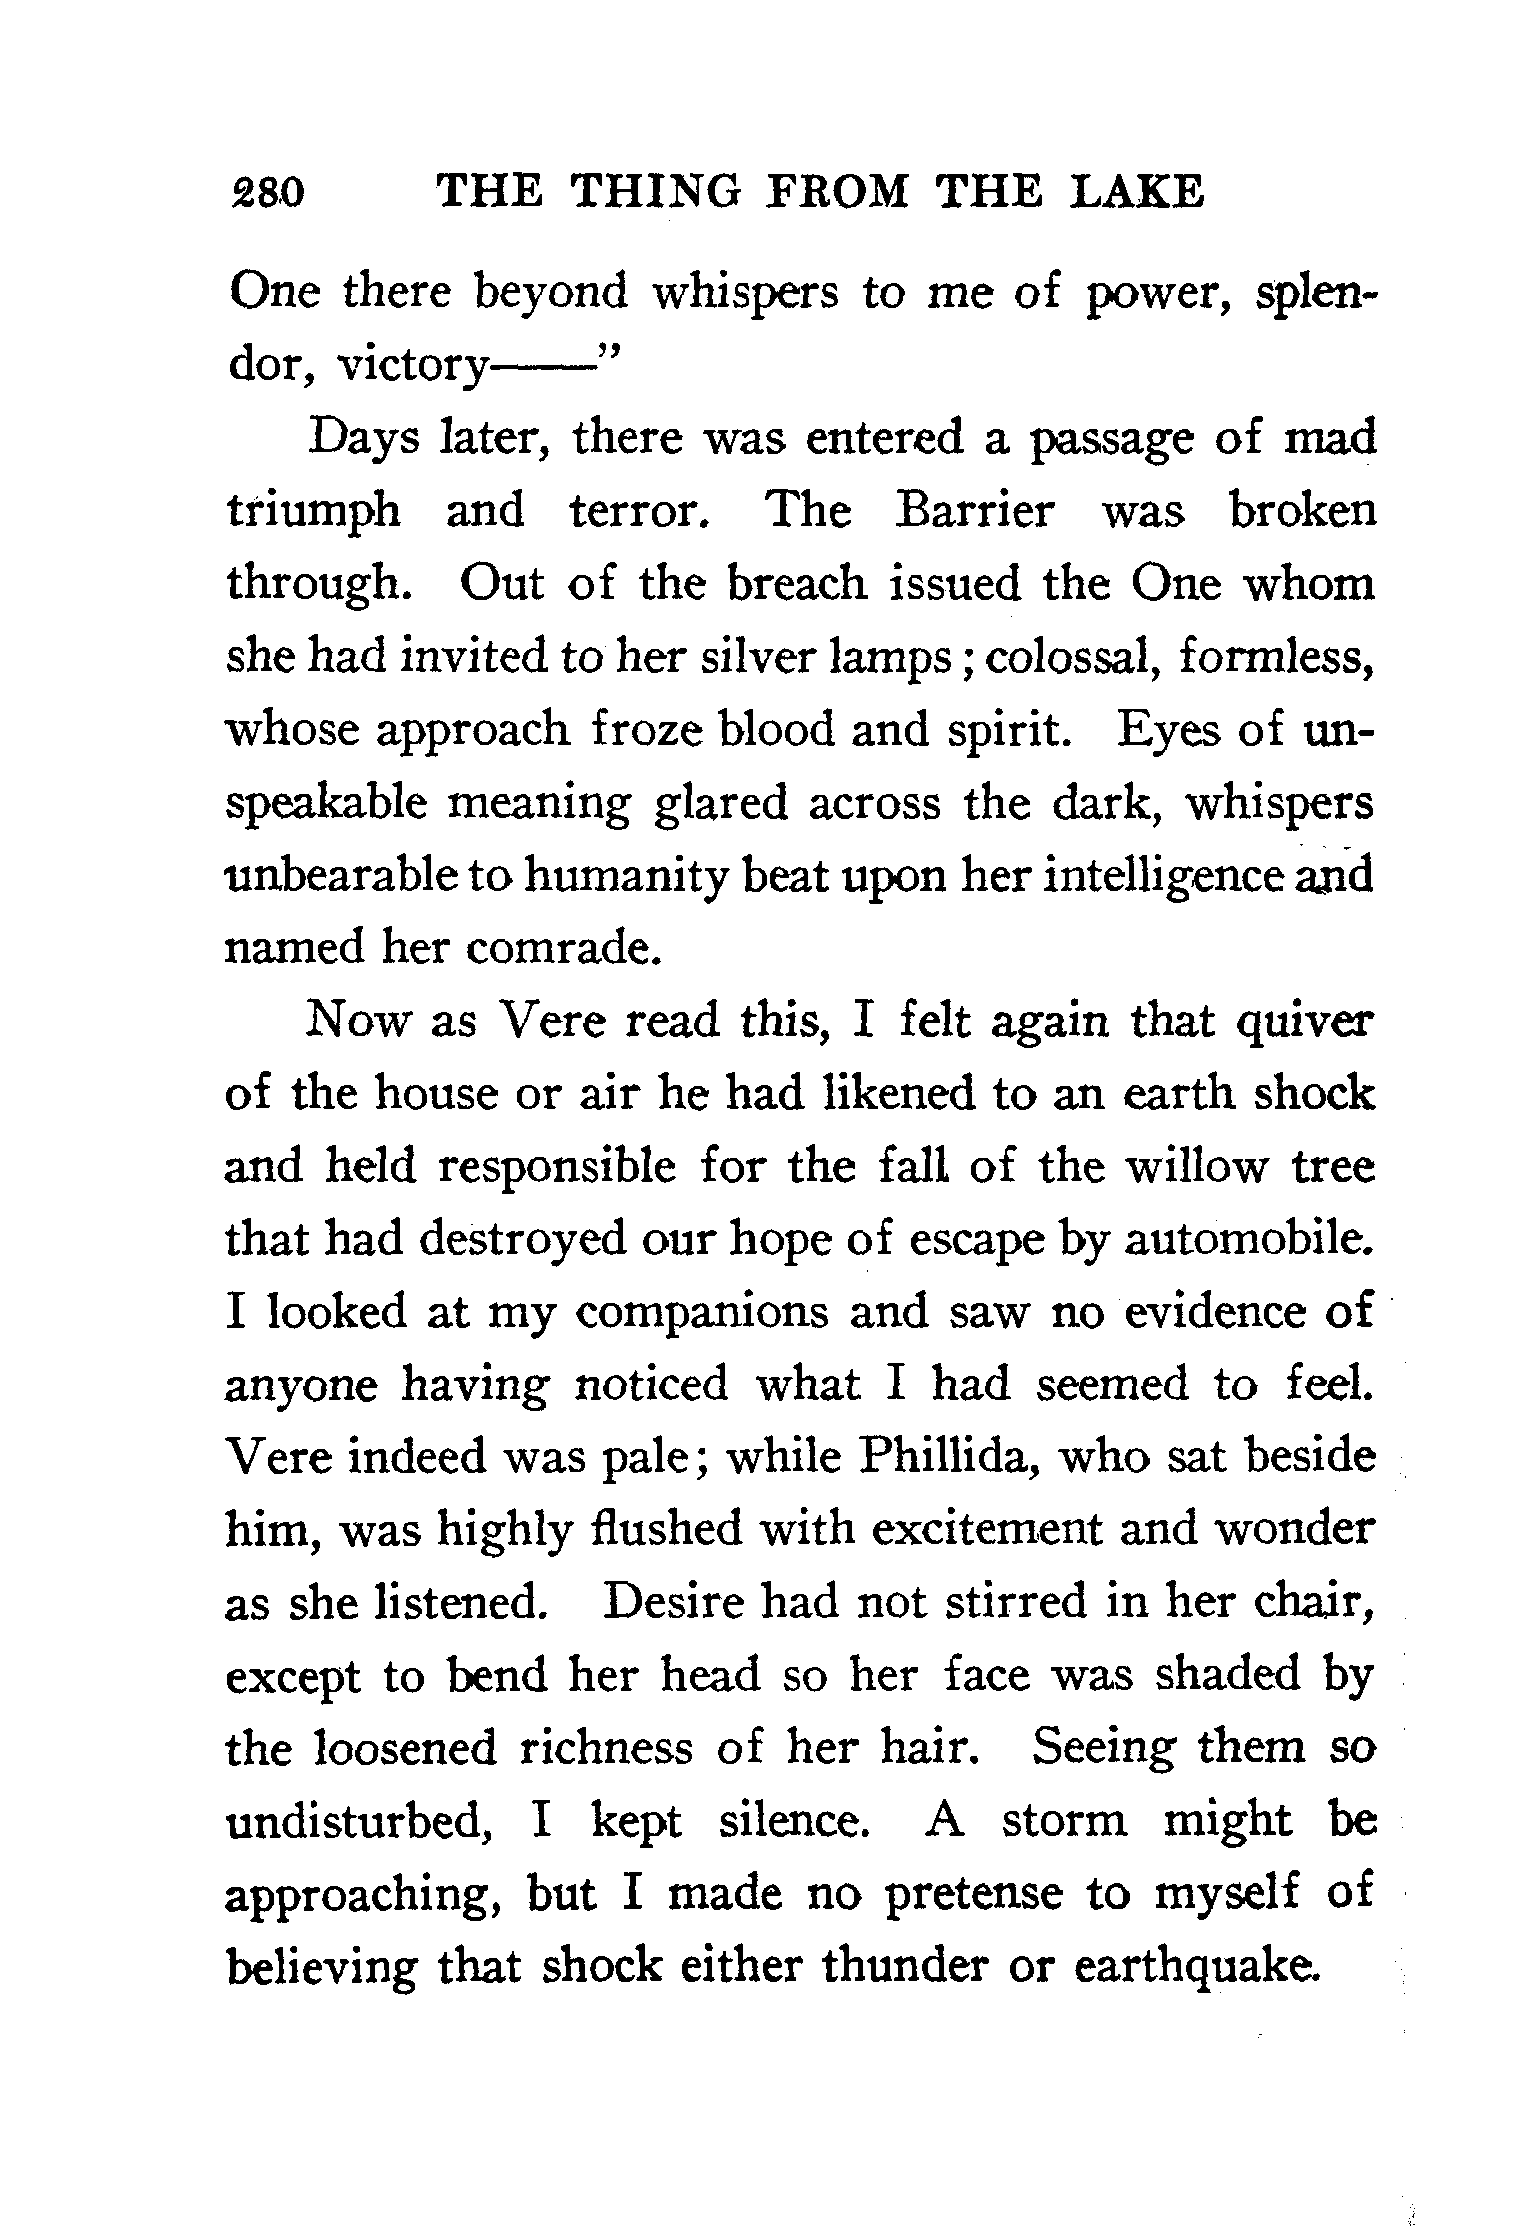 280 THE THING FROM THE LAKE
One there beyond whispers to me of power, splen-
dor, victory——"
Days later, there was entered a passage of mad
triumph and terror. The Barrier was broken
through. Out of the breach issued the One whom
she had invited to her silver lamps; colossal, formless,
whose approach froze blood and spirit. Eyes of un-
speakable meaning glared across the dark, whispers
unbearable to humanity beat upon her intelligence and
named her comrade.
Now as Vere read this, I felt again that quiver
of the house or air he had likened to an earth shock
and held responsible for the fall of the willow tree
that had destroyed our hope of escape by automobile.
I looked at my companions and saw no evidence of
anyone having noticed what I had seemed to feel.
Vere indeed was pale; while Phillida, who sat beside
him, was highly flushed with excitement and wonder
as she listened. Desire had not stirred in her chair,
except to bend her head so her face was shaded by
the loosened richness of her hair. Seeing them so
undisturbed, I kept silence. A storm might be
approaching, but I made no pretense to myself of
believing that shock either thunder or earthquake.